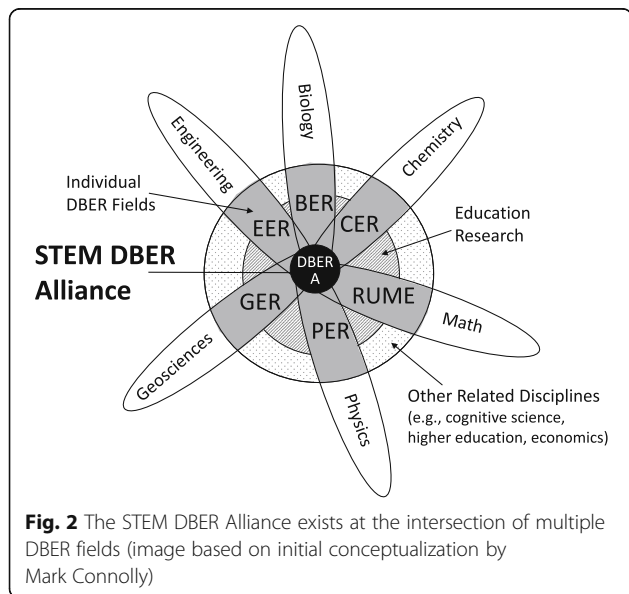 Biology
Engineering
Chemistry
Individual
DBER Fields
BER
EER
CER
Education
Research
STEM DBER
Alliance
DBER
A
GER
RUME
PER
Math
Geosciences
Physics
Other Related Disciplines
(e.g., cognitive science,
higher education, economics)
Fig. 2 The STEM DBER Alliance exists at the intersection of multiple
DBER fields (image based on initial conceptualization by
Mark Connolly)